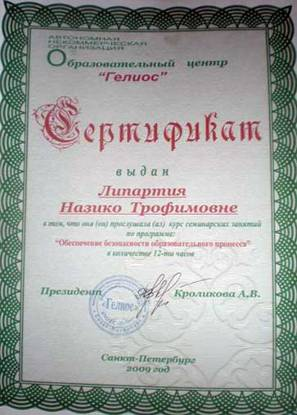 АВТОНОМНАЯ
НЕКОММЕРЧЕСКАЯ
ОРГАНИЗАЦИЯ
Образовательный центр
"Гелиос"
Сертификат
выдан
Липартия
Назико Трофимовне
в том, что она (он) прослушала (ал) курс семинарских занятий
по программе:
"Обеспечение безопасности образовательного процесса"
в количестве 12-ти часов
Президент
Кроликова А.В.
"Гелиос"
Санкт-Петербург
2009 год